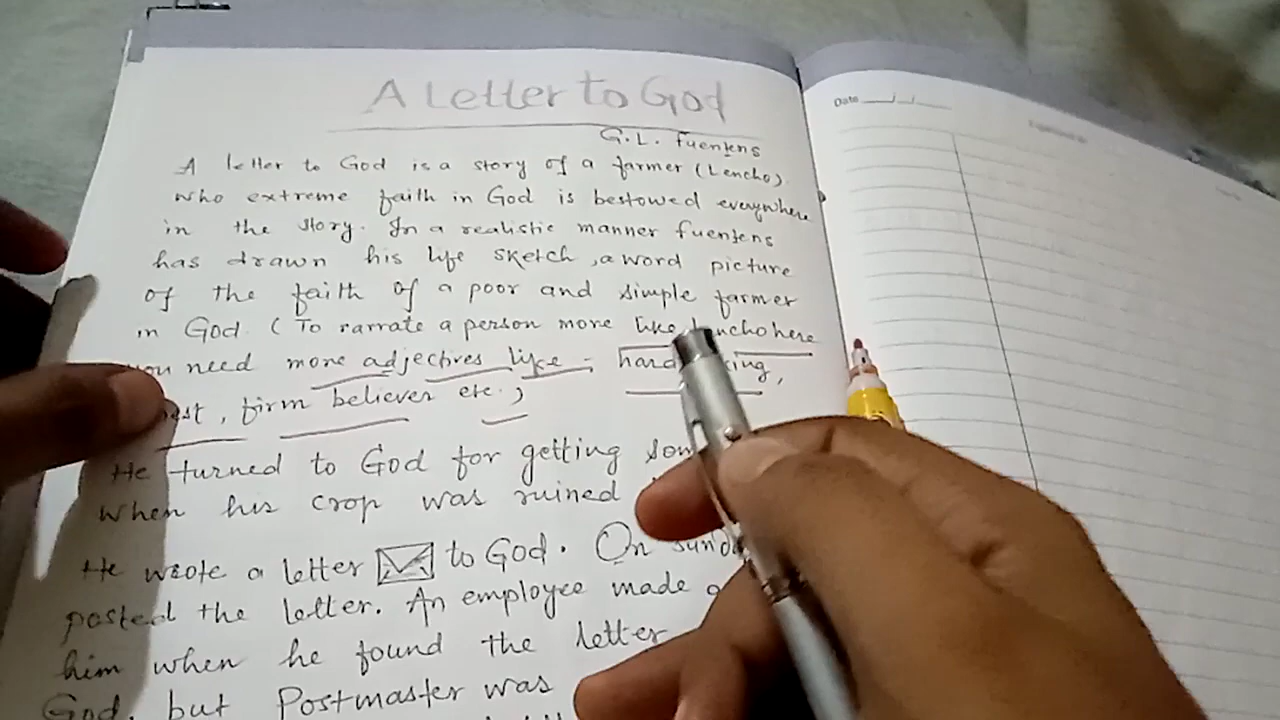 A Letter to God
G.L. Fuentens
A letter to God is a story of a farmer (Lencho).
Who extreme faith in God is bestowed everywhere
in the story. In a realistic manner fuentens
has drawn his life sketch, a word picture
of the faith of a poor and simple farmer
in God. (To narrate a person more like lencho here
need more adjectives like - hard
, firm believer etc.)
He turned to God for getting
When his crop was ruined
He wrote a letter to God. On
posted the letter. An employee made
him when he found the letter
God, but Postmaster was
Date